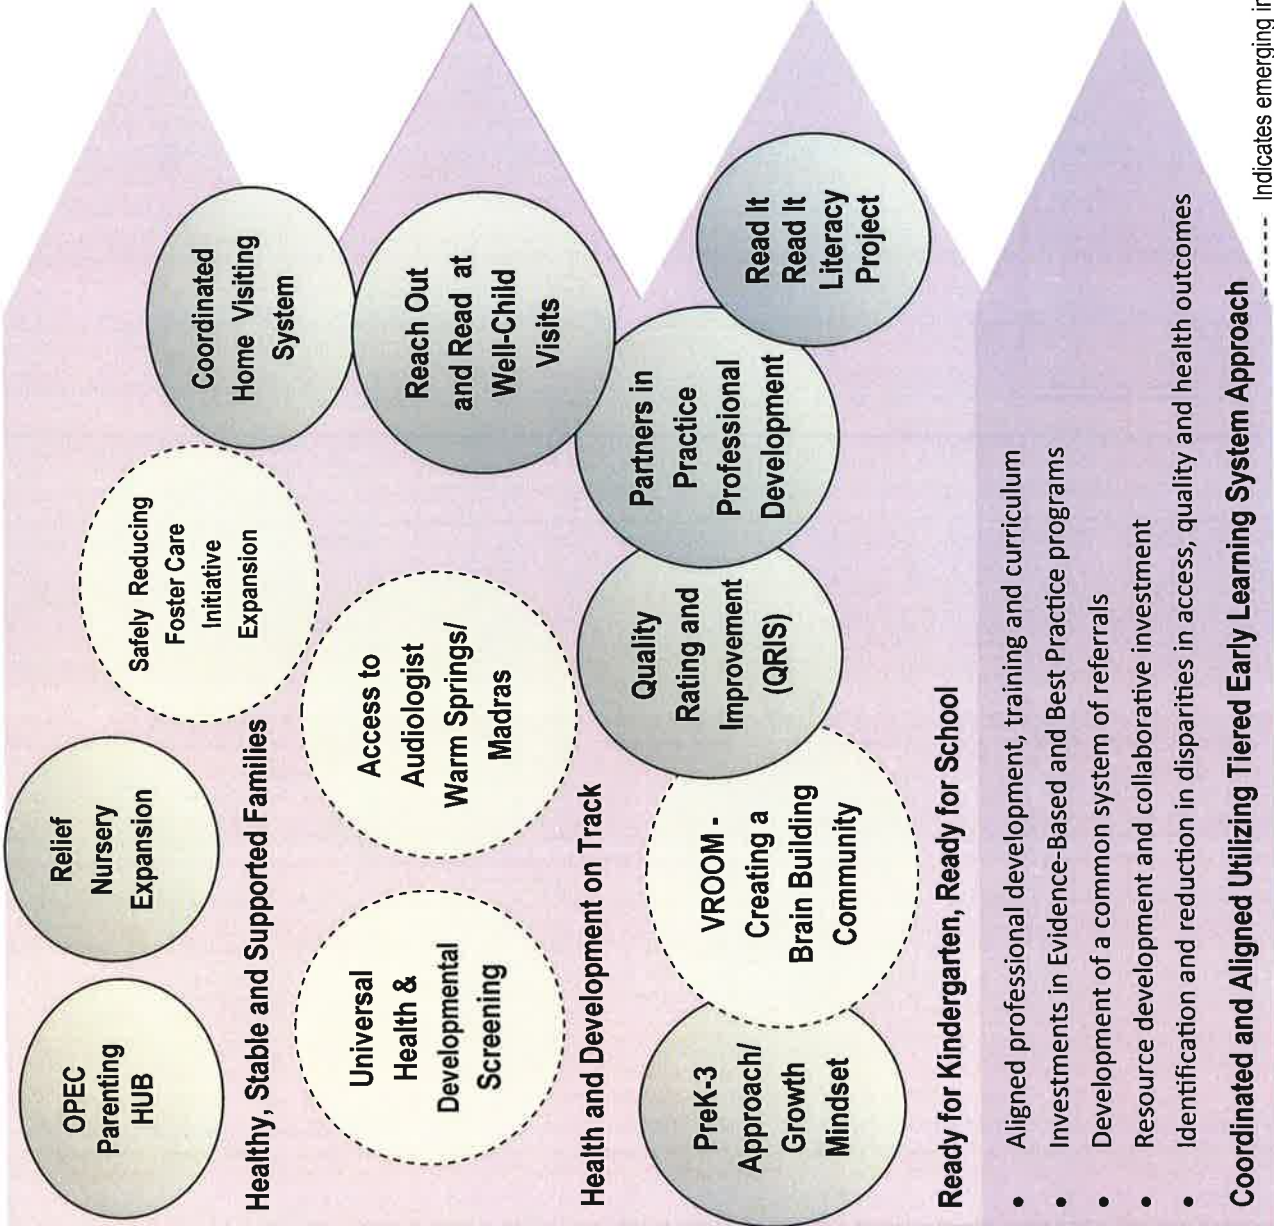 OPEC
Parenting
HUB
Relief
Nursery
Expansion
Safely Reducing
Foster Care
Initiative
Expansion
Coordinated
Home Visiting
System
Healthy, Stable and Supported Families
Universal
Health &
Developmental
Screening
Access to
Audiologist
Warm Springs/
Madras
Reach Out
and Read at
Well-Child
Visits
Health and Development on Track
PreK-3
Approach/
Growth
Mindset
VROOM -
Creating a
Brain Building
Community
Quality
Rating and
Improvement
(QRIS)
Partners in
Practice
Professional
Development
Read It
Read It
Literacy
Project
Ready for Kindergarten, Ready for School
• Aligned professional development, training and curriculum
• Investments in Evidence-Based and Best Practice programs
• Development of a common system of referrals
• Resource development and collaborative investment
• Identification and reduction in disparities in access, quality and health outcomes
Coordinated and Aligned Utilizing Tiered Early Learning System Approach
------ Indicates emerging